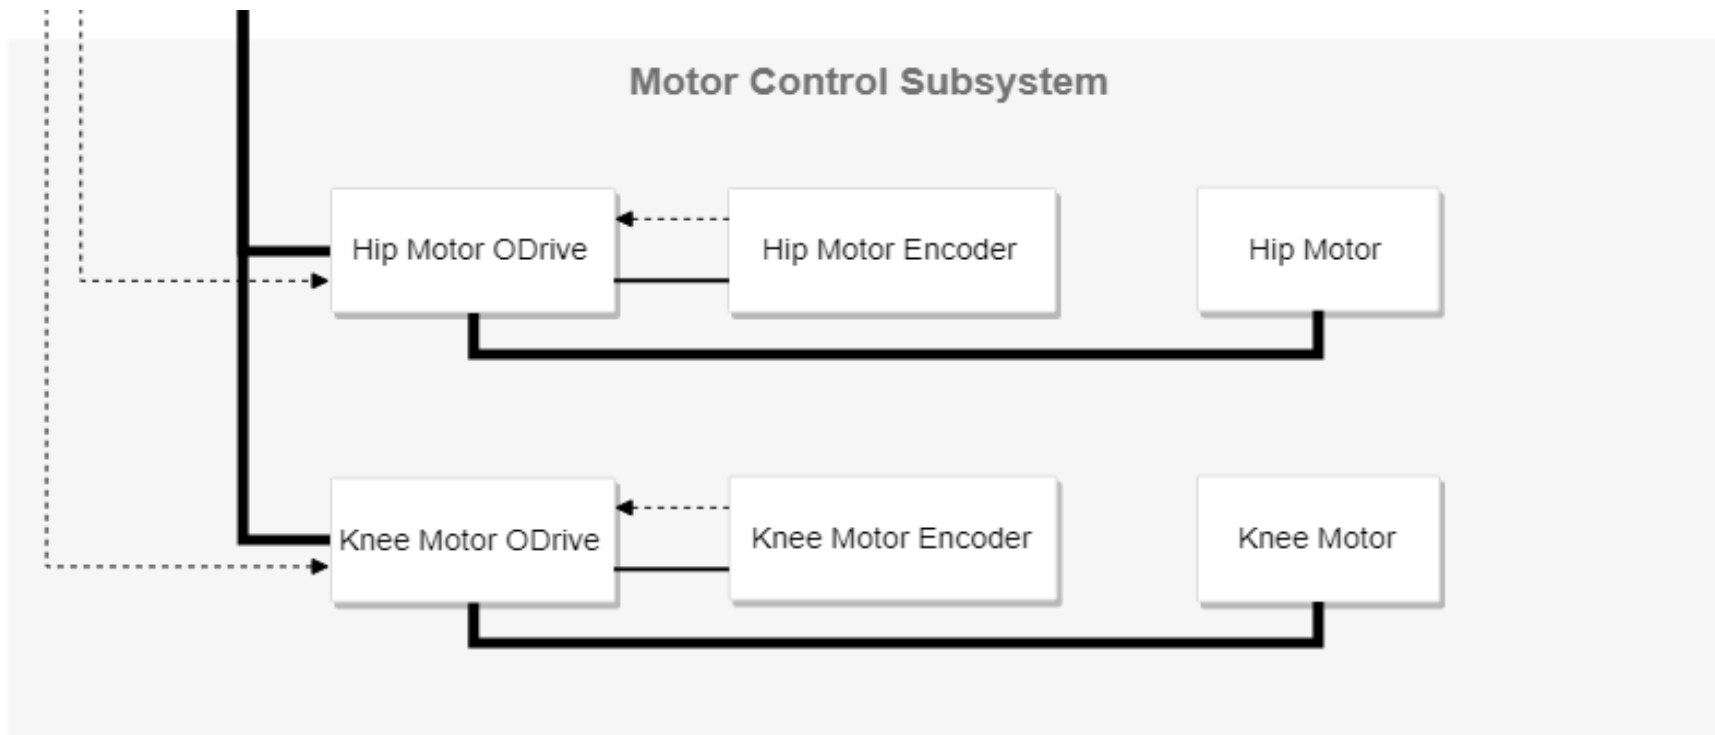 Motor Control Subsystem
Hip Motor ODrive
Hip Motor Encoder
Hip Motor
Knee Motor ODrive
Knee Motor Encoder
Knee Motor